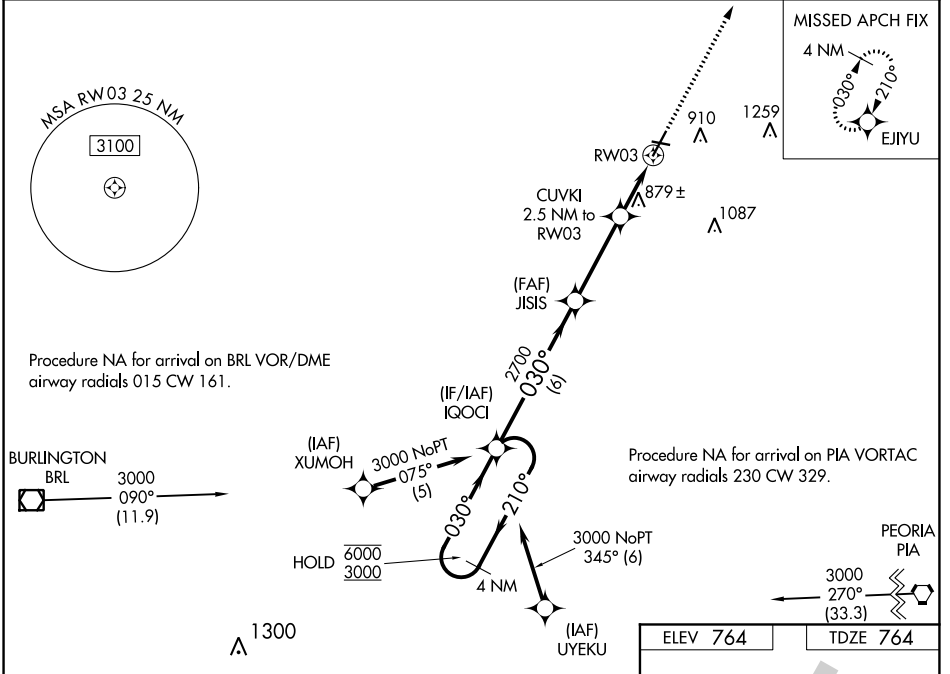 MISSED APCH FIX
4 NM
030°
210°
EJIYU
MSA RW03 25 NM
3100
910
1259
RW03
879±
1087
CUVKI
2.5 NM to
RW03
(FAF)
JISIS
Procedure NA for arrival on BRL VOR/DME
airway radials 015 CW 161.
2700
030°
(6)
(IF/IAF)
IQOCI
(IAF)
XUMOH
3000 NoPT
075°
(5)
BURLINGTON
BRL
3000
090°
(11.9)
Procedure NA for arrival on PIA VORTAC
airway radials 230 CW 329.
030°
210°
HOLD
6000
3000
4 NM
3000 NoPT
345° (6)
(IAF)
UYEKU
PEORIA
PIA
3000
270°
(33.3)
1300
ELEV 764
TDZE 764